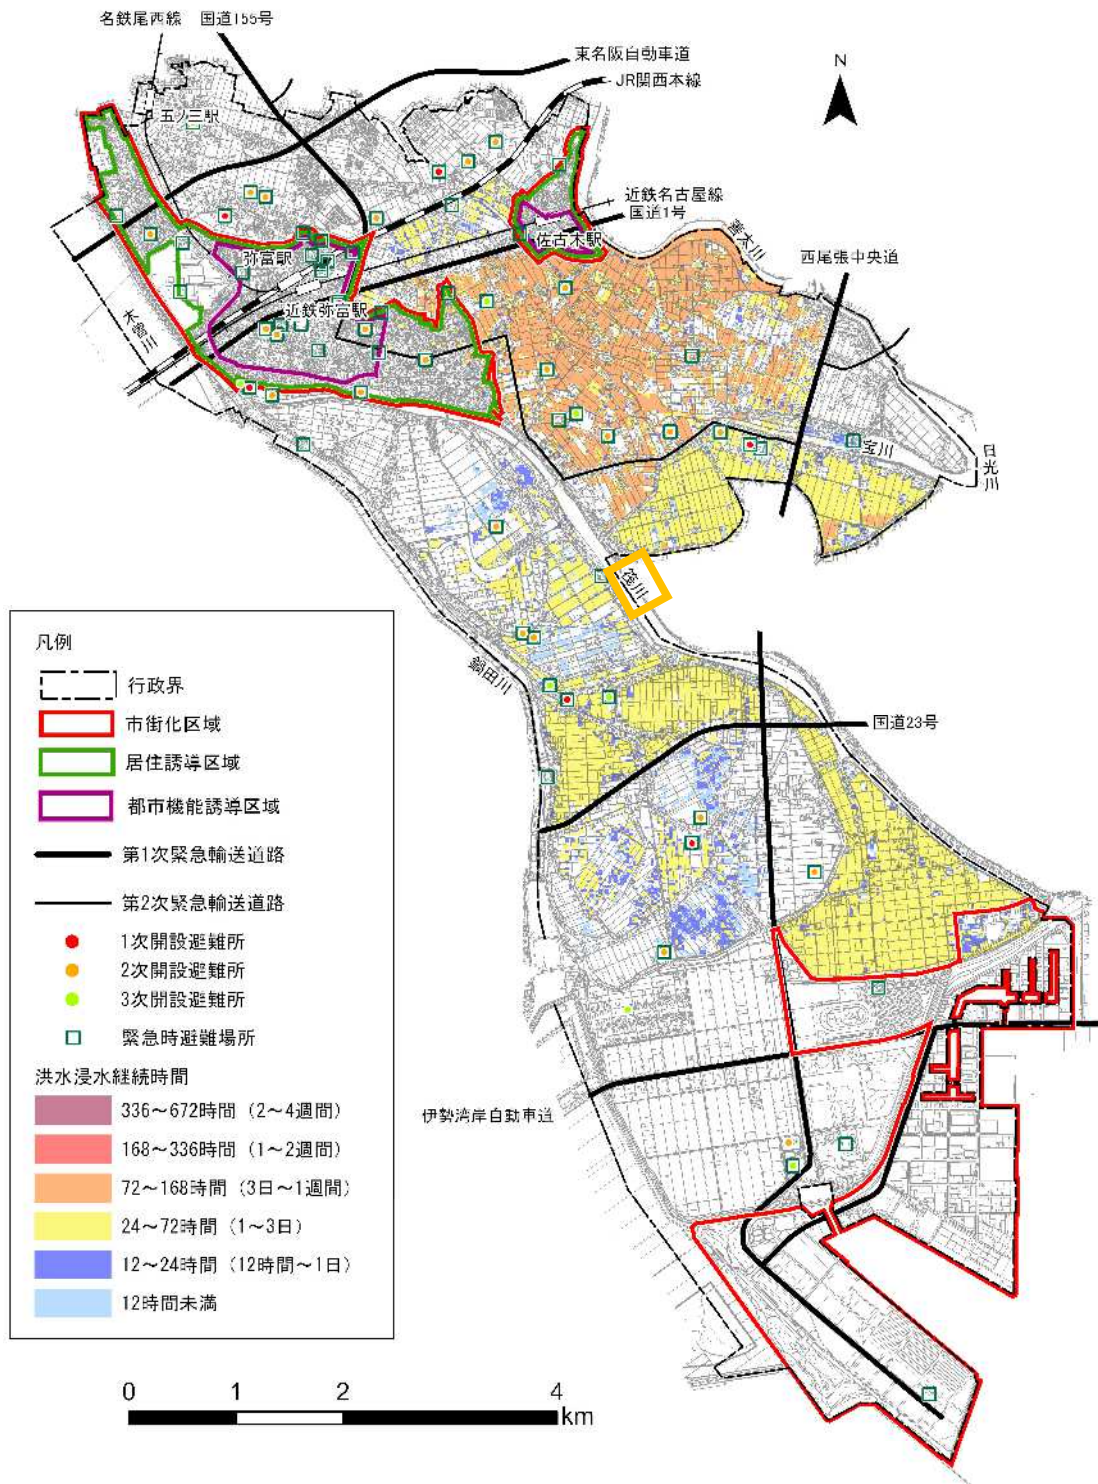 名鉄尾西線
国道155号
東名阪自動車道
JR関西本線
N
五ノ三駅
近鉄名古屋線
国道1号
善太川
佐古木駅
西尾張中央道
弥富駅
近鉄弥富駅
木曽川
宝川
日光川
筏川
鍋田川
国道23号
伊勢湾岸自動車道
凡例
行政界
市街化区域
居住誘導区域
都市機能誘導区域
第1次緊急輸送道路
第2次緊急輸送道路
1次開設避難所
2次開設避難所
3次開設避難所
緊急時避難場所
洪水浸水継続時間
336～672時間（2～4週間）
168～336時間（1～2週間）
72～168時間（3日～1週間）
24～72時間（1～3日）
12～24時間（12時間～1日）
12時間未満
0 1 2 4
km